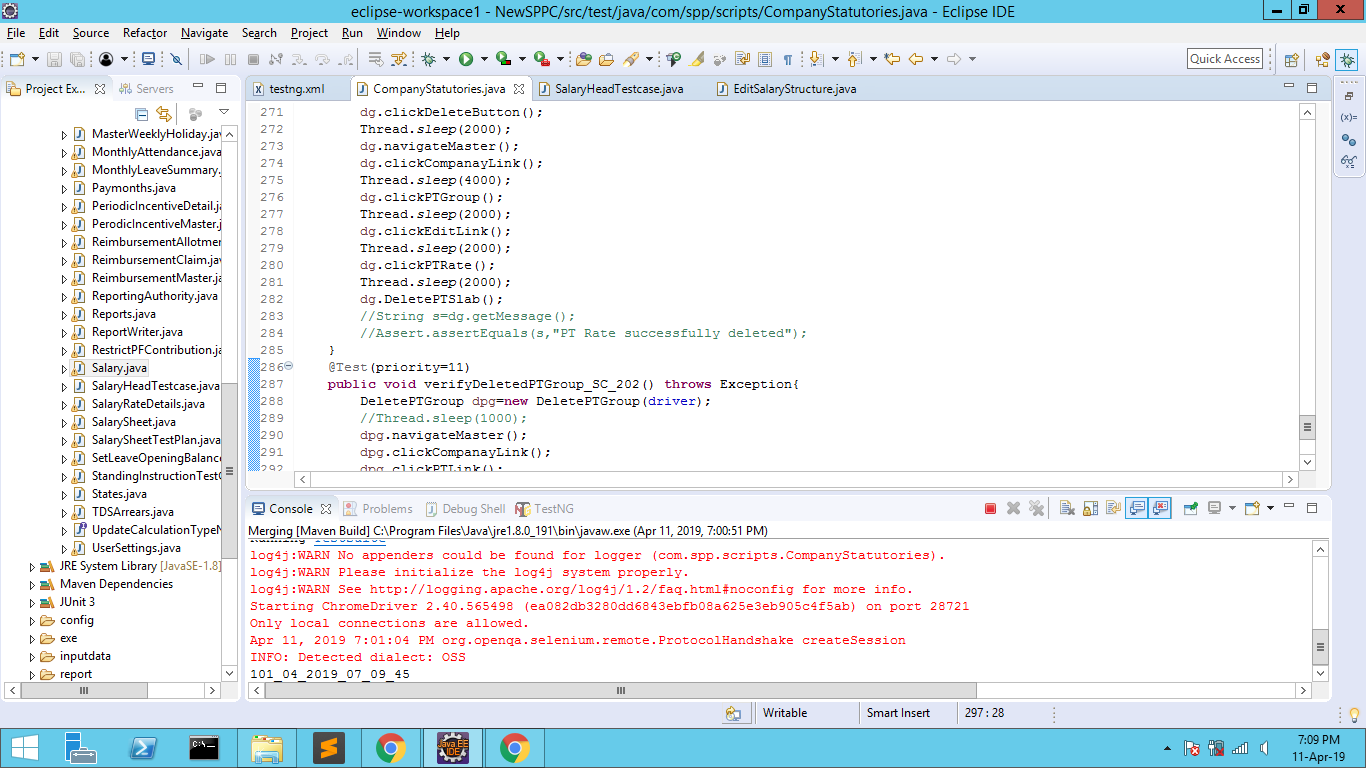 eclipse-workspace1 - NewSPPC/src/test/java/com/spp/scripts/CompanyStatutories.java - Eclipse IDE
File Edit Source Refactor Navigate Search Project Run Window Help
Quick Access
Project Ex... Servers
MasterWeeklyHoliday.jav
MonthlyAttendance.java
MonthlyLeaveSummary.
Paymonths.java
PeriodicIncentiveDetail.ja
PerodicIncentiveMaster.j
ReimbursementAllotmer
ReimbursementClaim.jav
ReimbursementMaster.ja
ReportingAuthority.java
Reports.java
ReportWriter.java
RestrictPFContribution.ja
Salary.java
SalaryHeadTestcase.java
SalaryRateDetails.java
SalarySheet.java
SalarySheetTestPlan.java
SetLeaveOpeningBalance
StandingInstructionTestC
States.java
TDSArrears.java
UpdateCalculationTypeN
UserSettings.java
JRE System Library [JavaSE-1.8]
Maven Dependencies
JUnit 3
config
exe
inputdata
report
testng.xml CompanyStatutories.java SalaryHeadTestcase.java EditSalaryStructure.java
271 dg.clickDeleteButton();
272 Thread.sleep(2000);
273 dg.navigateMaster();
274 dg.clickCompanayLink();
275 Thread.sleep(4000);
276 dg.clickPTGroup();
277 Thread.sleep(2000);
278 dg.clickEditLink();
279 Thread.sleep(2000);
280 dg.clickPTRate();
281 Thread.sleep(2000);
282 dg.DeletePTSlab();
283 //String s=dg.getMessage();
284 //Assert.assertEquals(s,"PT Rate successfully deleted");
285 }
286 @Test(priority=11)
287 public void verifyDeletedPTGroup_SC_202() throws Exception{
288 DeletePTGroup dpg=new DeletePTGroup(driver);
289 //Thread.sleep(1000);
290 dpg.navigateMaster();
291 dpg.clickCompanayLink();
292 dpg.clickPTLink();
Console Problems Debug Shell TestNG
Merging [Maven Build] C:\Program Files\Java\jre1.8.0_191\bin\javaw.exe (Apr 11, 2019, 7:00:51 PM)
Running TestSuite
log4j:WARN No appenders could be found for logger (com.spp.scripts.CompanyStatutories).
log4j:WARN Please initialize the log4j system properly.
log4j:WARN See http://logging.apache.org/log4j/1.2/faq.html#noconfig for more info.
Starting ChromeDriver 2.40.565498 (ea082db3280dd6843ebfb08a625e3eb905c4f5ab) on port 28721
Only local connections are allowed.
Apr 11, 2019 7:01:04 PM org.openqa.selenium.remote.ProtocolHandshake createSession
INFO: Detected dialect: OSS
101_04_2019_07_09_45
Writable Smart Insert 297 : 28
7:09 PM
11-Apr-19